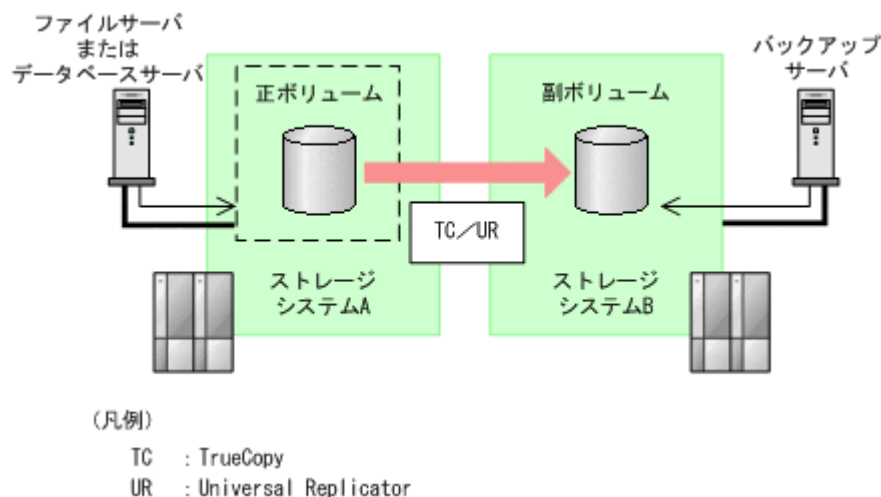 ファイルサーバ
または
データベースサーバ
正ボリューム
副ボリューム
バックアップ
サーバ
TC／UR
ストレージ
システムA
ストレージ
システムB
(凡例)
TC : TrueCopy
UR : Universal Replicator